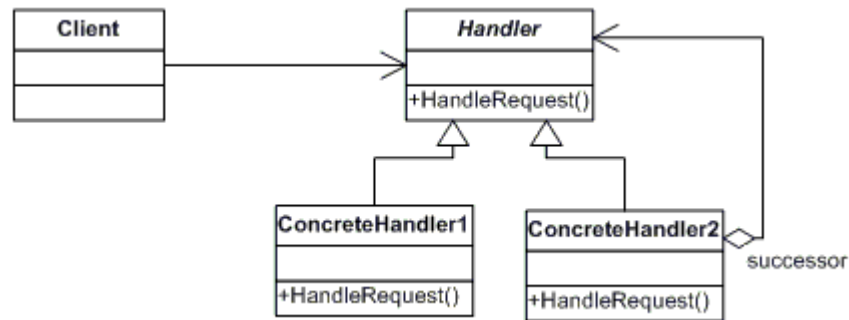 Client
Handler
+HandleRequest()
ConcreteHandler1
+HandleRequest()
ConcreteHandler2
+HandleRequest()
successor